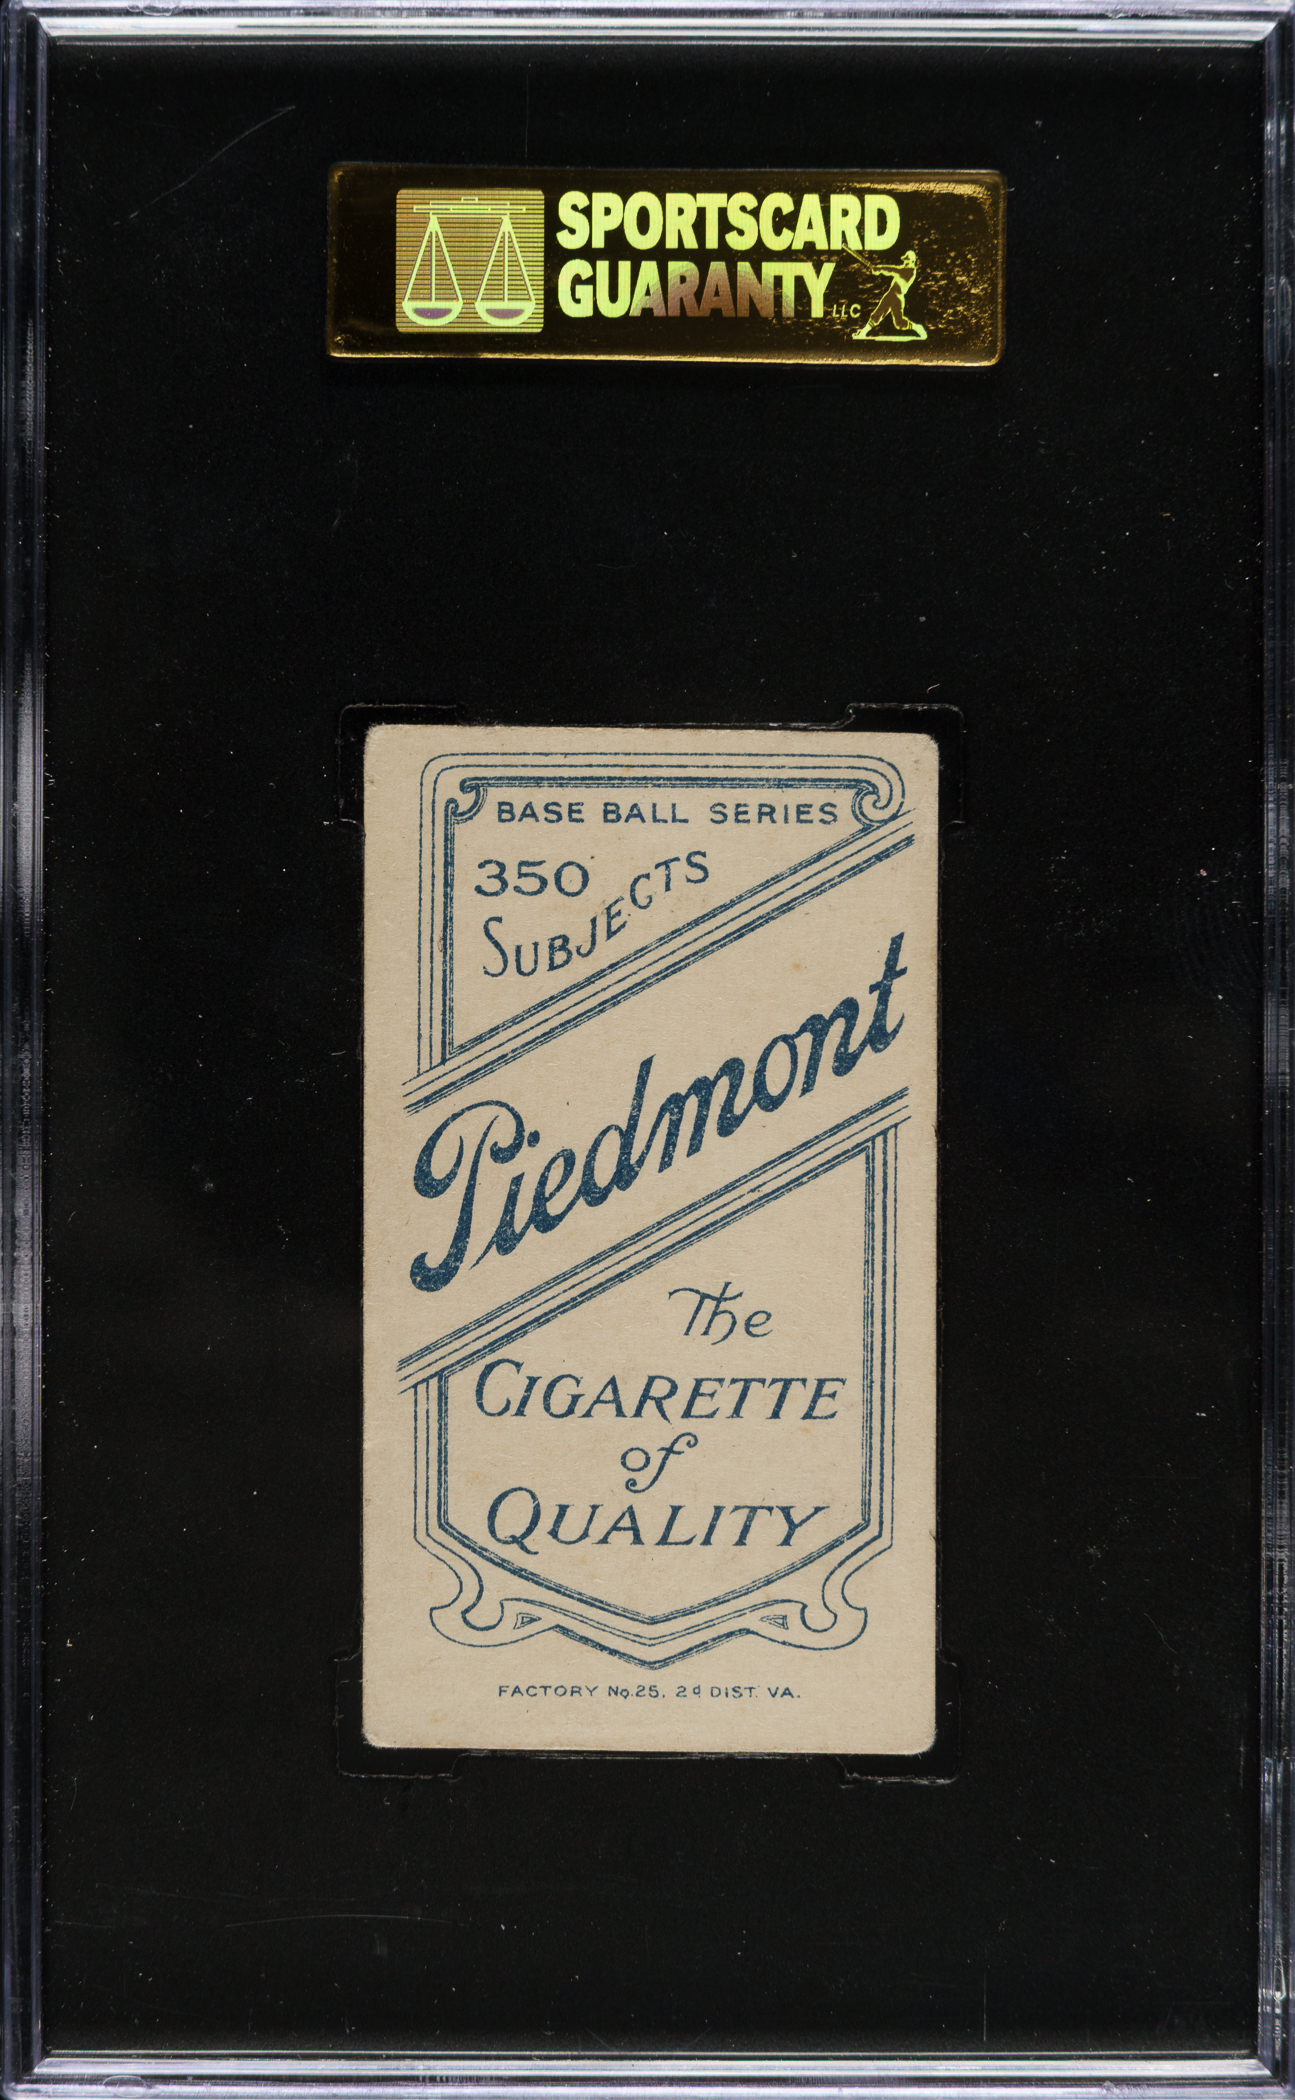 SPORTSCARD
GUARANTY LLC
BASE BALL SERIES
350
SUBJECTS
Piedmont
The
CIGARETTE
of
QUALITY
FACTORY No. 25, 2d DIST. VA.